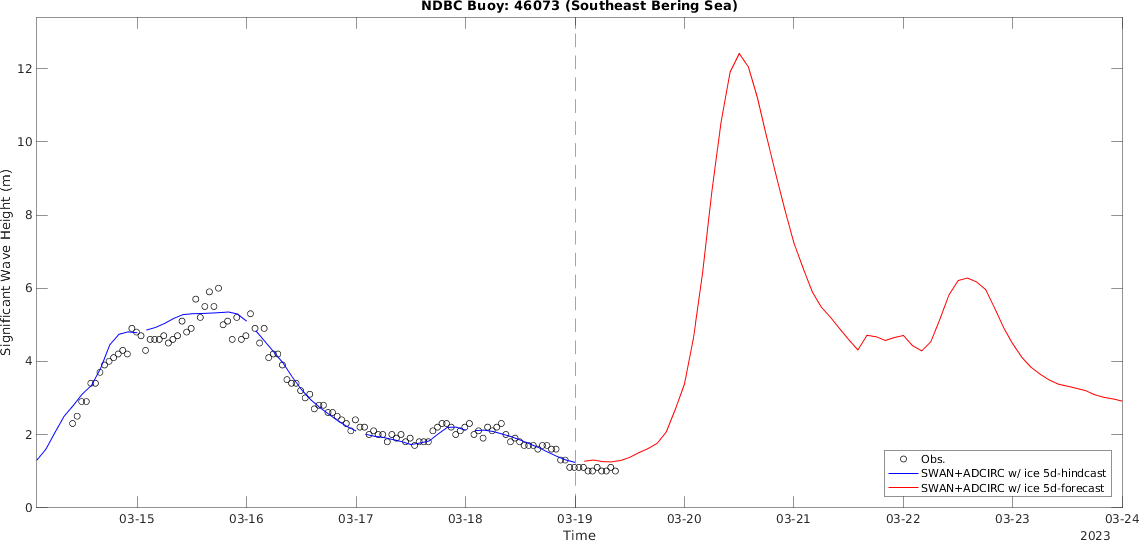 NDBC Buoy: 46073 (Southeast Bering Sea)
Significant Wave Height (m)
12
10
8
6
4
2
0
Obs.
SWAN+ADCIRC w/ ice 5d-hindcast
SWAN+ADCIRC w/ ice 5d-forecast
03-15 03-16 03-17 03-18 03-19 03-20 03-21 03-22 03-23 03-24
Time
2023